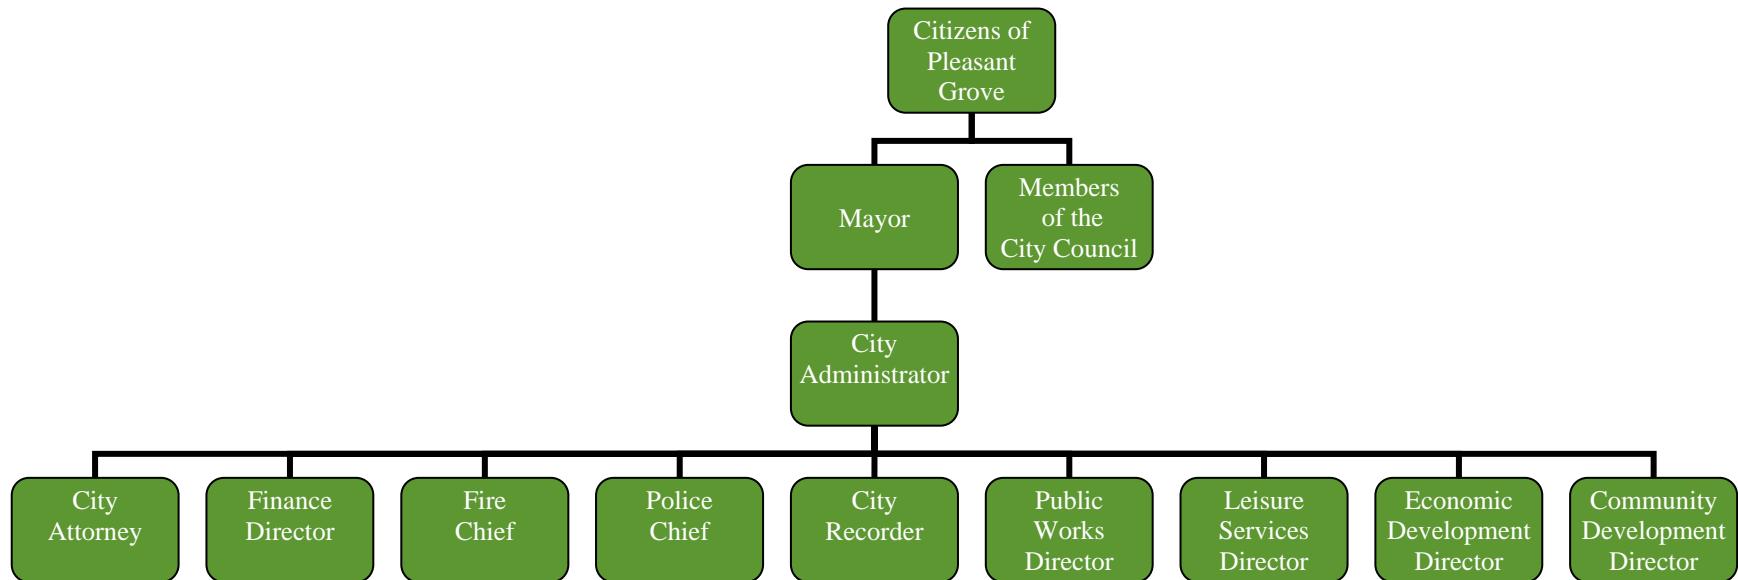 Citizens of
Pleasant
Grove
Mayor
Members
of the
City Council
City
Administrator
City
Attorney
Finance
Director
Fire
Chief
Police
Chief
City
Recorder
Public
Works
Director
Leisure
Services
Director
Economic
Development
Director
Community
Development
Director